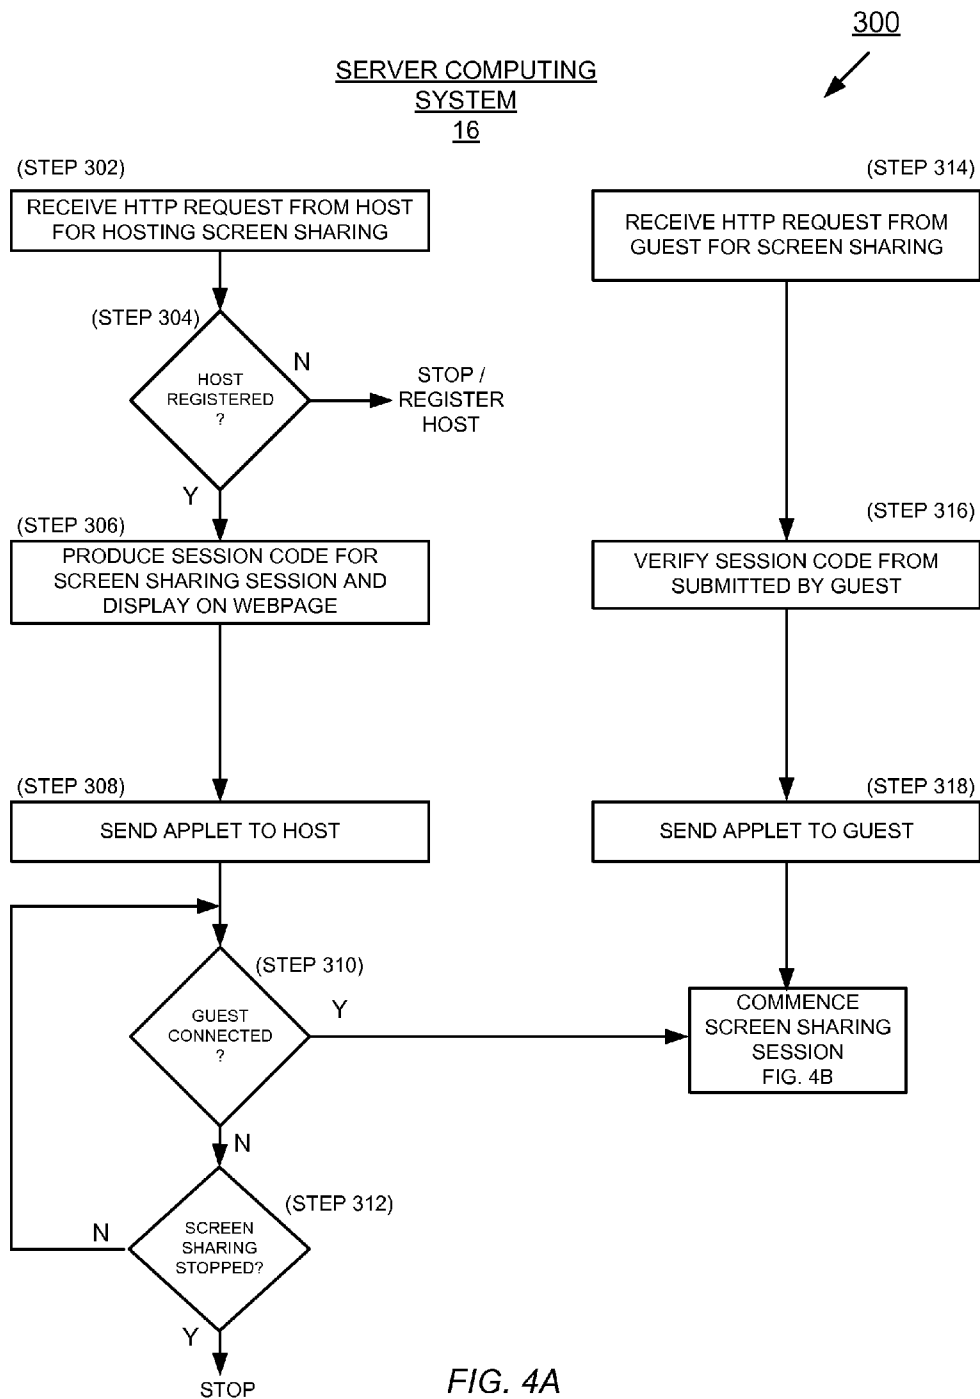 300
SERVER COMPUTING
SYSTEM
16
(STEP 302)
RECEIVE HTTP REQUEST FROM HOST
FOR HOSTING SCREEN SHARING
(STEP 304)
HOST
REGISTERED
?
N
STOP /
REGISTER
HOST
Y
(STEP 306)
PRODUCE SESSION CODE FOR
SCREEN SHARING SESSION AND
DISPLAY ON WEBPAGE
(STEP 308)
SEND APPLET TO HOST
(STEP 310)
GUEST
CONNECTED
?
Y
N
(STEP 312)
SCREEN
SHARING
STOPPED?
N
Y
STOP
(STEP 314)
RECEIVE HTTP REQUEST FROM
GUEST FOR SCREEN SHARING
(STEP 316)
VERIFY SESSION CODE FROM
SUBMITTED BY GUEST
(STEP 318)
SEND APPLET TO GUEST
COMMENCE
SCREEN SHARING
SESSION
FIG. 4B
FIG. 4A